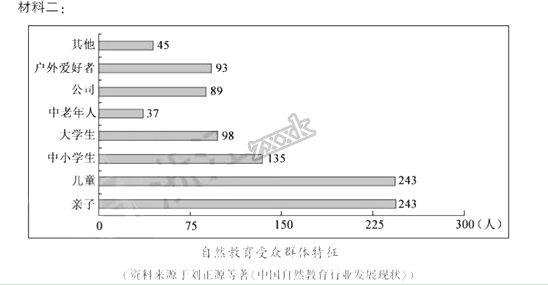 材料二：
其他 45
户外爱好者 93
公司 89
中老年人 37
大学生 98
中小学生 135
儿童 243
亲子 243
0 75 150 225 300（人）
自然教育受众群体特征
（资料来源于刘正源等著《中国自然教育行业发展现状》）
zxxk